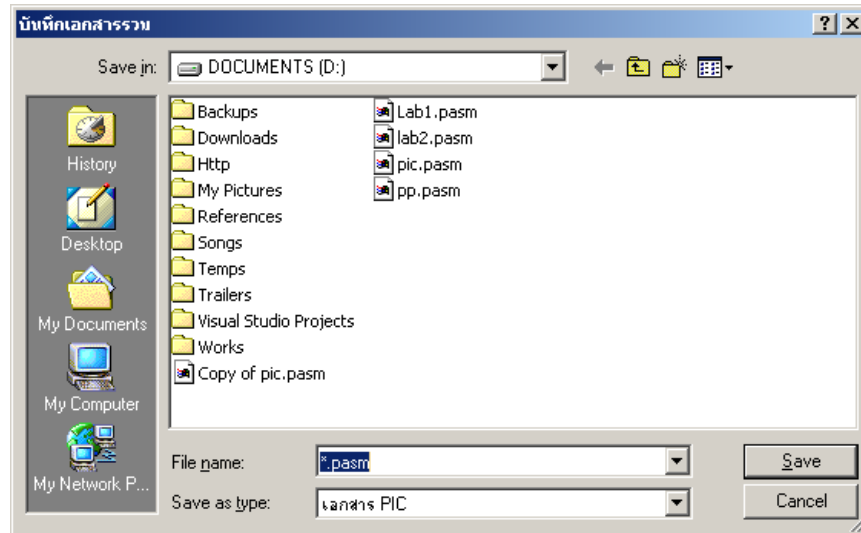 บันทึกเอกสารรวม
Save in:
DOCUMENTS (D:)
History
Desktop
My Documents
My Computer
My Network P...
Backups
Downloads
Http
My Pictures
References
Songs
Temps
Trailers
Visual Studio Projects
Works
Copy of pic.pasm
Lab1.pasm
lab2.pasm
pic.pasm
pp.pasm
File name:
*.pasm
Save
Save as type:
เอกสาร PIC
Cancel